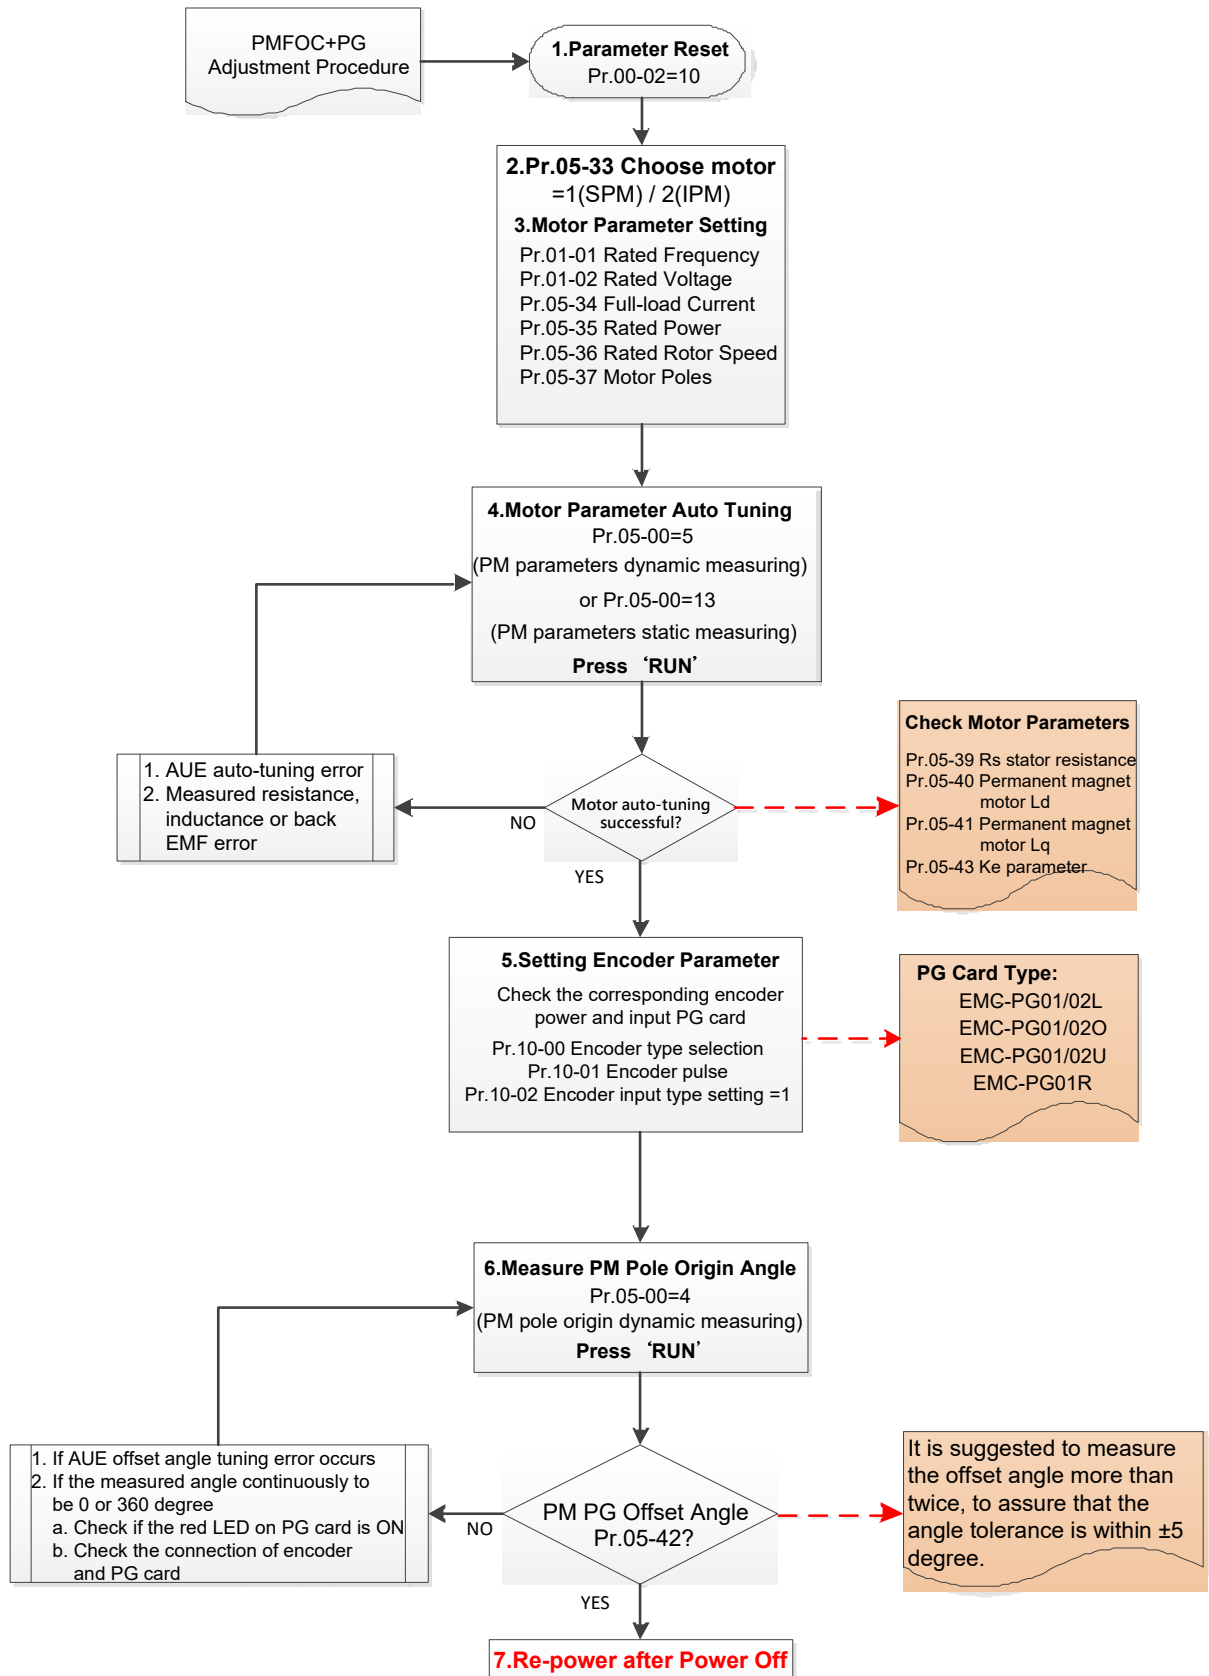 PMFOC+PG
Adjustment Procedure
1.Parameter Reset
Pr.00-02=10
2.Pr.05-33 Choose motor
=1(SPM) / 2(IPM)
3.Motor Parameter Setting
Pr.01-01 Rated Frequency
Pr.01-02 Rated Voltage
Pr.05-34 Full-load Current
Pr.05-35 Rated Power
Pr.05-36 Rated Rotor Speed
Pr.05-37 Motor Poles
4.Motor Parameter Auto Tuning
Pr.05-00=5
(PM parameters dynamic measuring)
or Pr.05-00=13
(PM parameters static measuring)
Press ‘RUN’
Motor auto-tuning
successful?
NO
YES
1. AUE auto-tuning error
2. Measured resistance,
inductance or back
EMF error
Check Motor Parameters
Pr.05-39 Rs stator resistance
Pr.05-40 Permanent magnet
motor Ld
Pr.05-41 Permanent magnet
motor Lq
Pr.05-43 Ke parameter
5.Setting Encoder Parameter
Check the corresponding encoder
power and input PG card
Pr.10-00 Encoder type selection
Pr.10-01 Encoder pulse
Pr.10-02 Encoder input type setting =1
PG Card Type:
EMC-PG01/02L
EMC-PG01/02O
EMC-PG01/02U
EMC-PG01R
6.Measure PM Pole Origin Angle
Pr.05-00=4
(PM pole origin dynamic measuring)
Press ‘RUN’
PM PG Offset Angle
Pr.05-42?
NO
YES
1. If AUE offset angle tuning error occurs
2. If the measured angle continuously to
be 0 or 360 degree
a. Check if the red LED on PG card is ON
b. Check the connection of encoder
and PG card
It is suggested to measure
the offset angle more than
twice, to assure that the
angle tolerance is within ±5
degree.
7.Re-power after Power Off